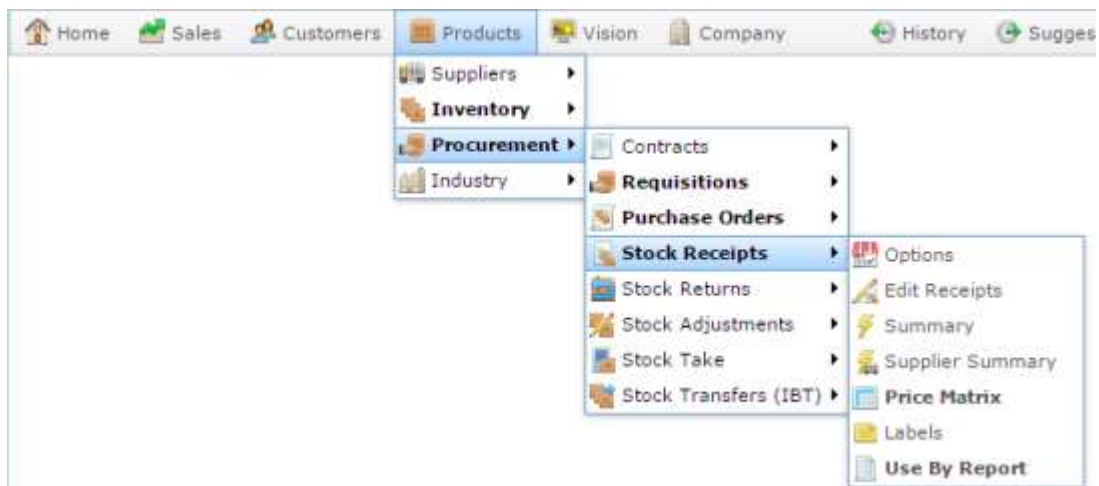 Home Sales Customers Products Vision Company History Sugges
Suppliers
Inventory
Procurement
Industry
Contracts
Requisitions
Purchase Orders
Stock Receipts
Stock Returns
Stock Adjustments
Stock Take
Stock Transfers (IBT)
Options
Edit Receipts
Summary
Supplier Summary
Price Matrix
Labels
Use By Report